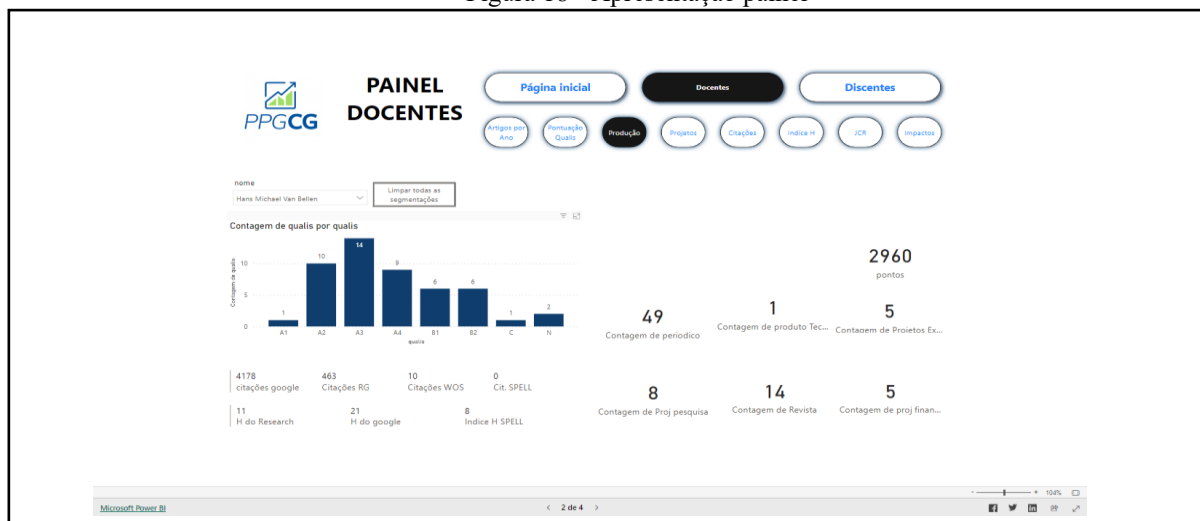 PPGCG
PAINEL
DOCENTES
Página inicial
Docentes
Discentes
Artigos por
Ano
Pontuação
Qualis
Produção
Projetos
Citações
Indice H
JCR
Impactos
nome
Hans Michael Van Bellen
Limpar todas as
segmentações
Contagem de qualis por qualis
Contagem de qualis
10
5
0
1
10
14
9
6
6
1
2
A1
A2
A3
A4
B1
B2
C
N
qualis
2960
pontos
49
Contagem de periodico
1
Contagem de produto Tec...
5
Contagem de Projetos Ex...
4178
citações google
463
Citações RG
10
Citações WOS
0
Cit. SPELL
11
H do Research
21
H do google
8
Indice H SPELL
8
Contagem de Proj pesquisa
14
Contagem de Revista
5
Contagem de proj finan...
- + 104%
Microsoft Power BI
< 2 de 4 >